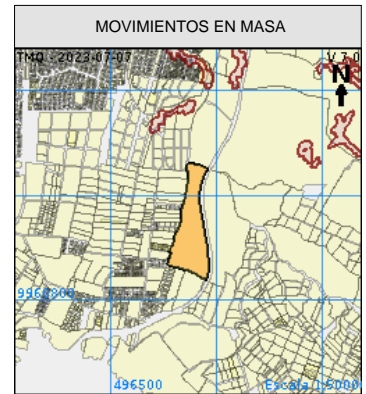 MOVIMIENTOS EN MASA
TMQ - 2023-07-07
V 7.0
N
9960800
496500
Escala 1:5000